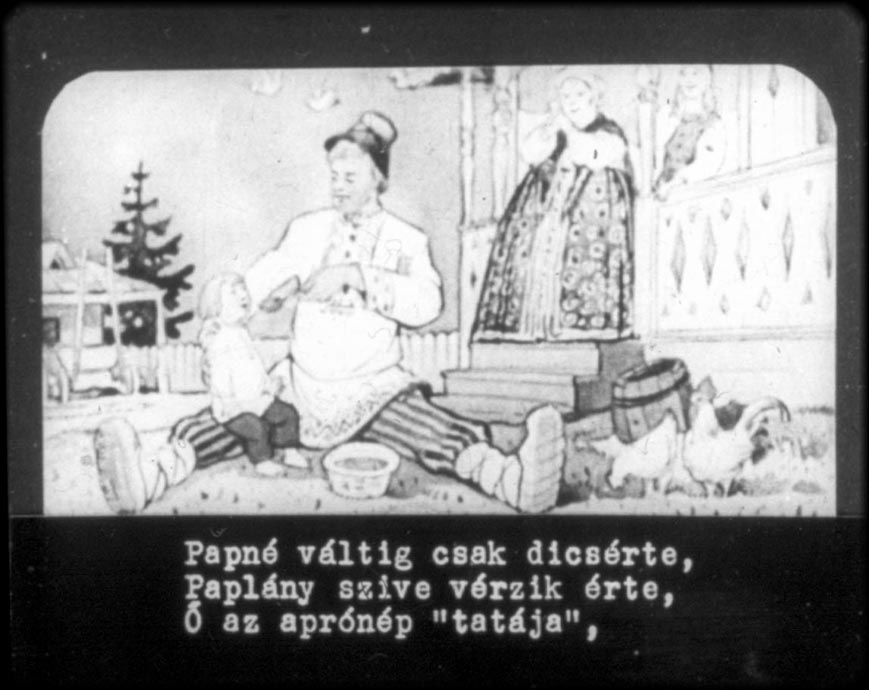 Papné váltig csak dicsérte,
Paplány szive vérzik érte,
Ő az aprónép "tatája",